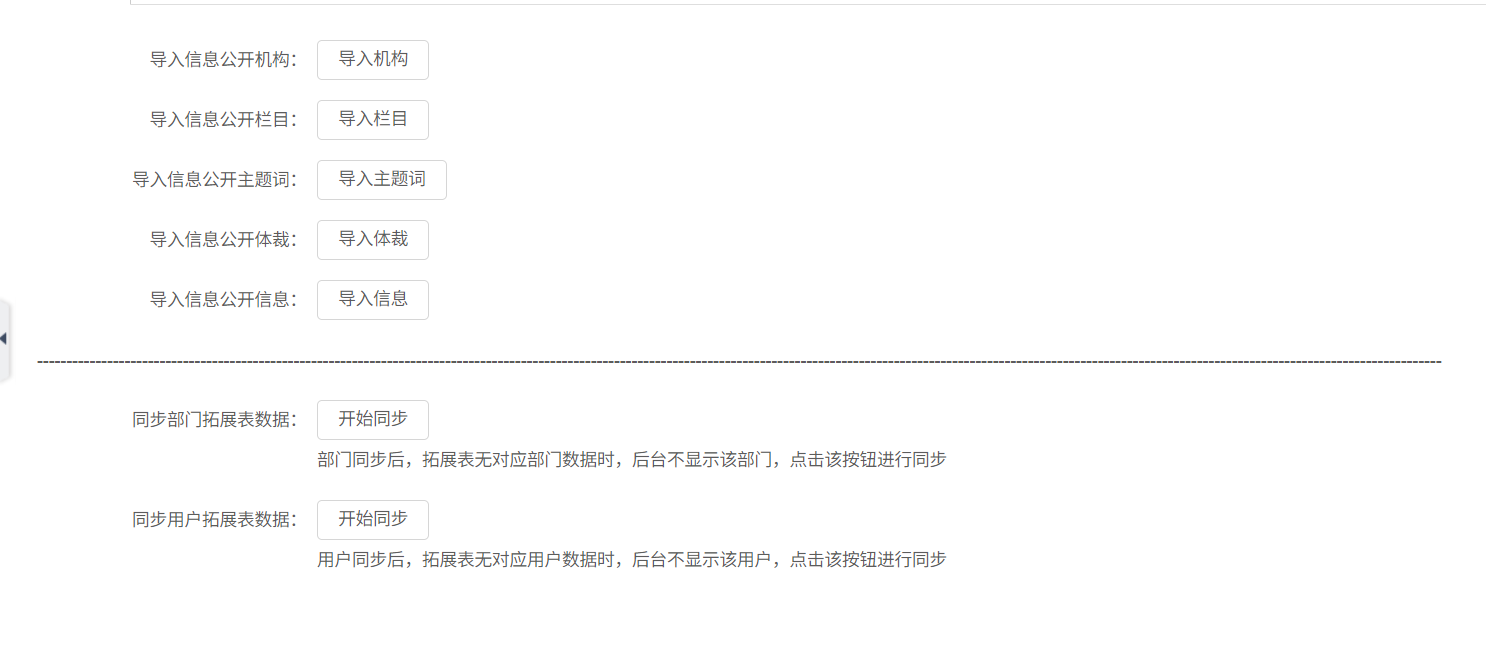 导入信息公开机构： 导入机构
导入信息公开栏目： 导入栏目
导入信息公开主题词： 导入主题词
导入信息公开体裁： 导入体裁
导入信息公开信息： 导入信息
同步部门拓展表数据： 开始同步
部门同步后，拓展表无对应部门数据时，后台不显示该部门，点击该按钮进行同步
同步用户拓展表数据： 开始同步
用户同步后，拓展表无对应用户数据时，后台不显示该用户，点击该按钮进行同步